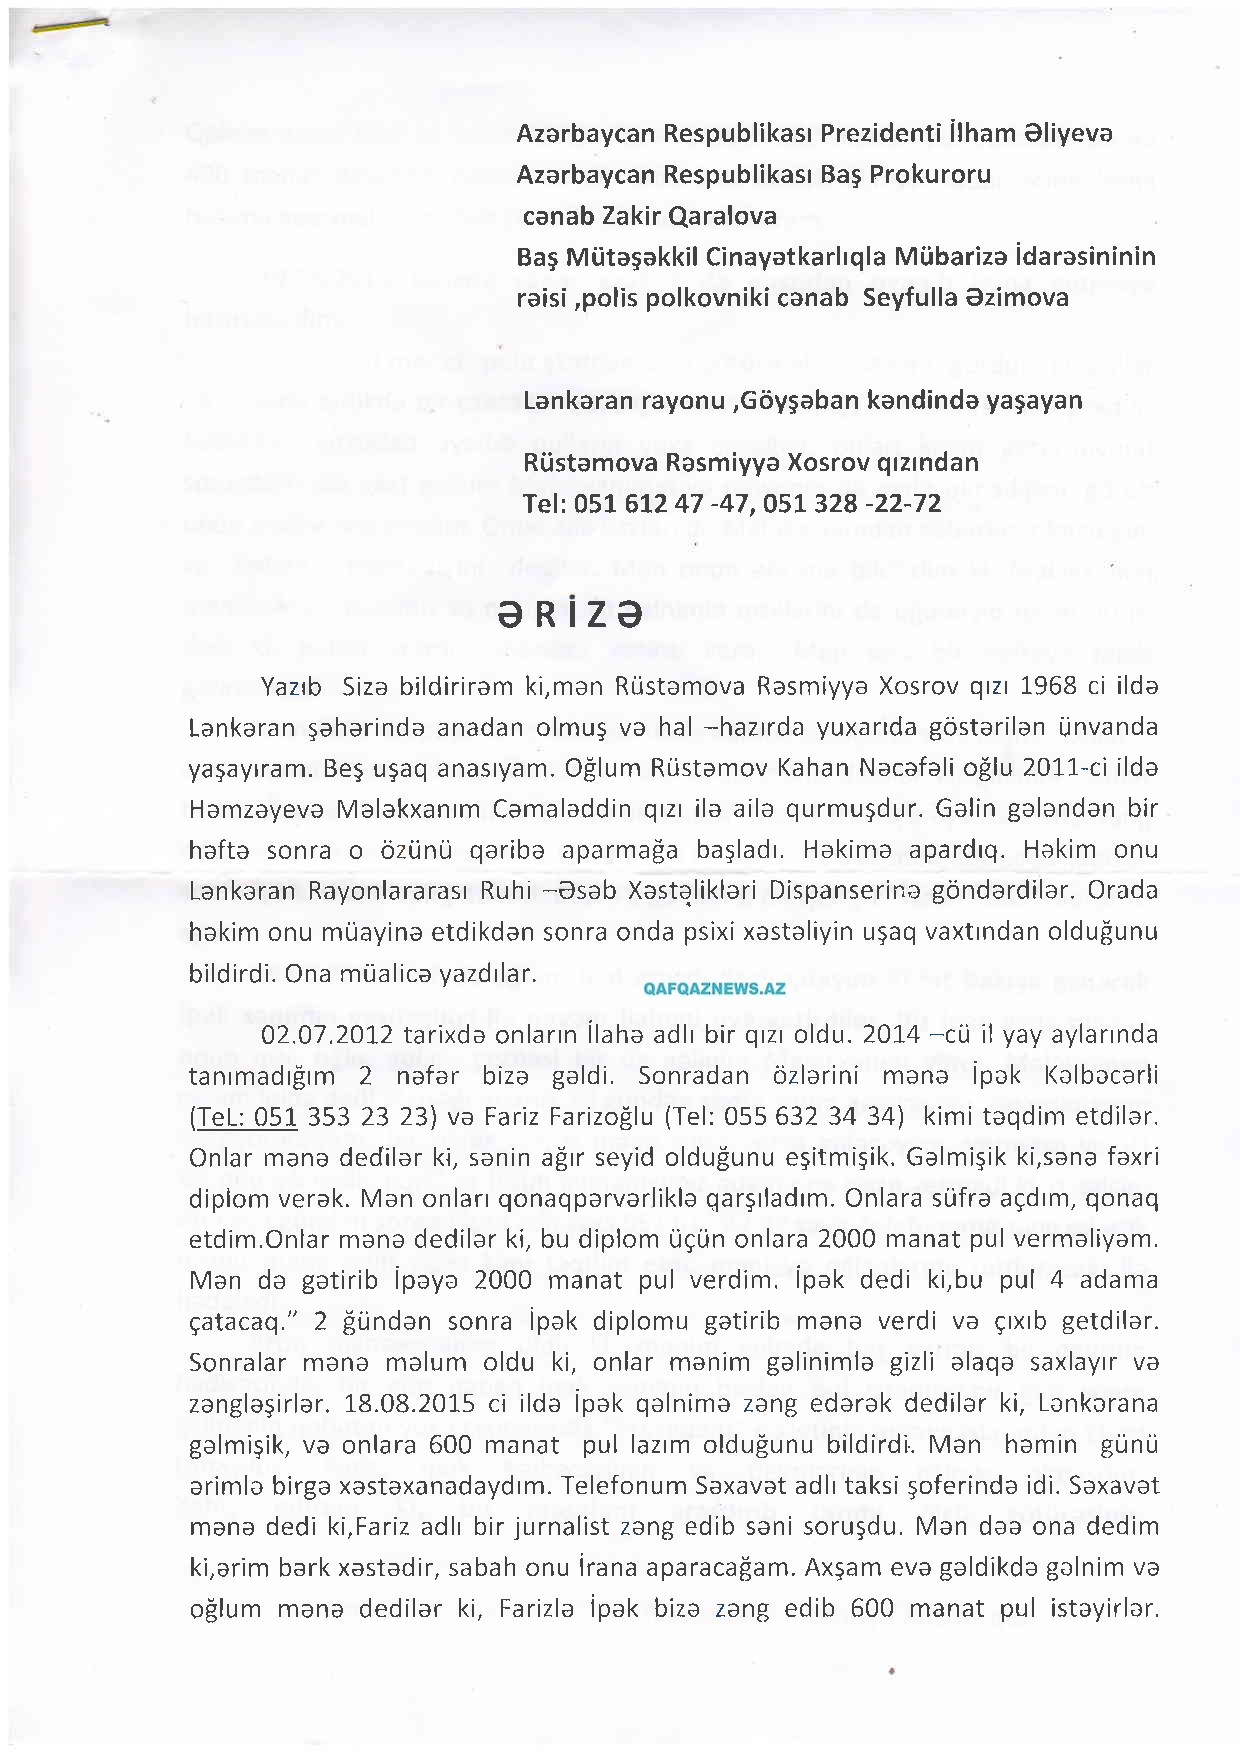 Azərbaycan Respublikası Prezidenti İlham Əliyevə
Azərbaycan Respublikası Baş Prokuroru
cənab Zakir Qaralova
Baş Mütəşəkkil Cinayətkarlıqla Mübarizə İdarəsininin
rəisi ,polis polkovniki cənab Seyfulla Əzimova
Lənkəran rayonu ,Göyşəban kəndində yaşayan
Rüstəmova Rəsmiyyə Xosrov qızından
Tel: 051 612 47 -47, 051 328 -22-72
Ə R İ Z Ə
Yazıb Sizə bildirirəm ki,mən Rüstəmova Rəsmiyyə Xosrov qızı 1968 ci ildə
Lənkəran şəhərində anadan olmuş və hal –hazırda yuxarıda göstərilən ünvanda
yaşayıram. Beş uşaq anasıyam. Oğlum Rüstəmov Kahan Nəcəfəli oğlu 2011-ci ildə
Həmzəyevə Mələkxanım Cəmaləddin qızı ilə ailə qurmuşdur. Gəlin gələndən bir
həftə sonra o özünü qəribə aparmağa başladı. Həkimə apardıq. Həkim onu
Lənkəran Rayonlararası Ruhi –Əsəb Xəstəlikləri Dispanserinə göndərdilər. Orada
həkim onu müayinə etdikdən sonra onda psixi xəstəliyin uşaq vaxtından olduğunu
bildirdi. Ona müalicə yazdılar.
QAFQAZNEWS.AZ
02.07.2012 tarixdə onların İlahə adlı bir qızı oldu. 2014 –cü il yay aylarında
tanımadığım 2 nəfər bizə gəldi. Sonradan özlərini mənə İpək Kəlbəcərli
(TeL: 051 353 23 23) və Fariz Farizoğlu (Tel: 055 632 34 34) kimi təqdim etdilər.
Onlar mənə dedilər ki, sənin ağır seyid olduğunu eşitmişik. Gəlmişik ki,sənə fəxri
diplom verək. Mən onları qonaqpərvərliklə qarşıladım. Onlara süfrə açdım, qonaq
etdim.Onlar mənə dedilər ki, bu diplom üçün onlara 2000 manat pul verməliyəm.
Mən də gətirib İpəyə 2000 manat pul verdim. İpək dedi ki,bu pul 4 adama
çatacaq." 2 ğündən sonra İpək diplomu gətirib mənə verdi və çıxıb getdilər.
Sonralar mənə məlum oldu ki, onlar mənim gəlinimlə gizli əlaqə saxlayır və
zəngləşirlər. 18.08.2015 ci ildə İpək qəlnimə zəng edərək dedilər ki, Lənkərana
gəlmişik, və onlara 600 manat pul lazım olduğunu bildirdi. Mən həmin günü
ərimlə birgə xəstəxanadaydım. Telefonum Səxavət adlı taksi şoferində idi. Səxavət
mənə dedi ki,Fariz adlı bir jurnalist zəng edib səni soruşdu. Mən dəə ona dedim
ki,ərim bərk xəstədir, sabah onu İrana aparacağam. Axşam evə gəldikdə gəlnim və
oğlum mənə dedilər ki, Farizlə İpək bizə zəng edib 600 manat pul istəyirlər.